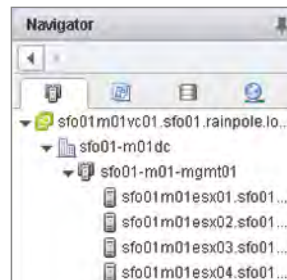 Navigator
sfo01m01vc01.sfo01.rainpole.lo...
sfo01-m01dc
sfo01-m01-mgmt01
sfo01m01esx01.sfo01...
sfo01m01esx02.sfo01...
sfo01m01esx03.sfo01...
sfo01m01esx04.sfo01...